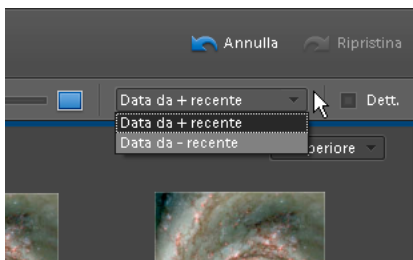 Annulla Ripristina
Data da + recente Dett.
Data da + recente
Data da - recente
periore